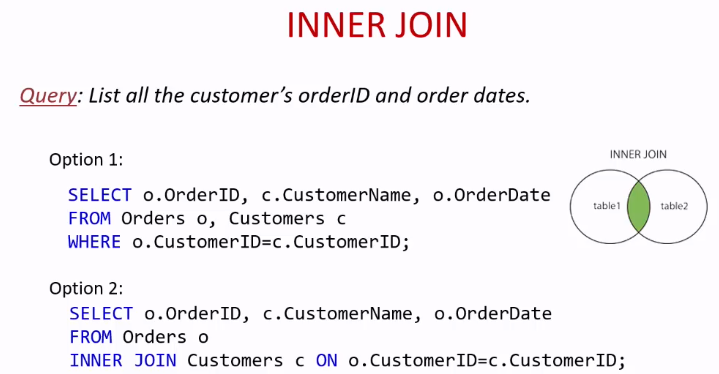 INNER JOIN
Query: List all the customer's orderID and order dates.
Option 1:
SELECT o.OrderID, c.CustomerName, o.OrderDate
FROM Orders o, Customers c
WHERE o.CustomerID=c.CustomerID;
INNER JOIN
table1
table2
Option 2:
SELECT o.OrderID, c.CustomerName, o.OrderDate
FROM Orders o
INNER JOIN Customers c ON o.CustomerID=c.CustomerID;